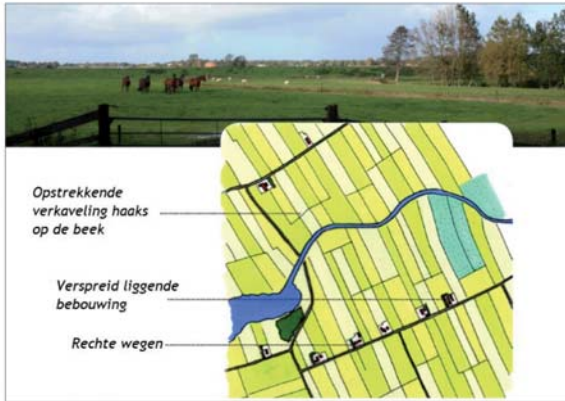 Opstrekkende
verkaveling haaks
op de beek
Verspreid liggende
bebouwing
Rechte wegen